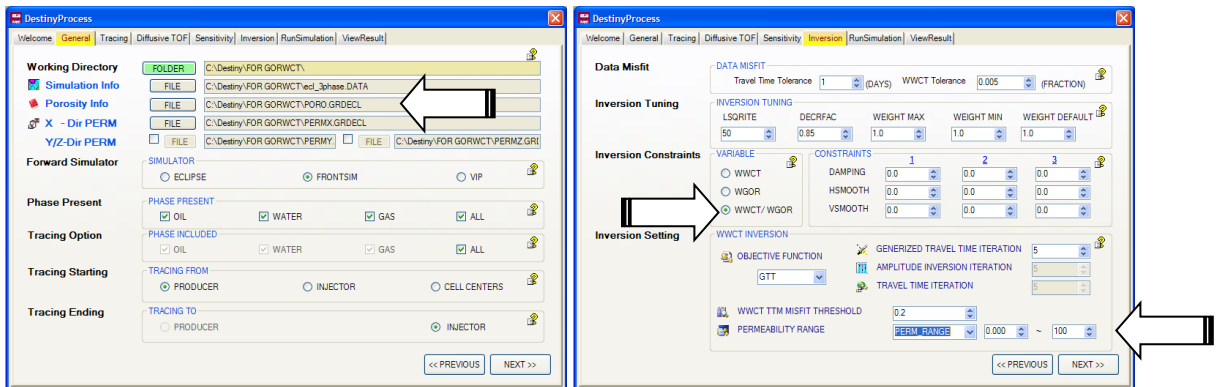 DestinyProcess
Welcome General Tracing Diffusive TOF Sensitivity Inversion RunSimulation ViewResult
Working Directory FOLDER C:\Destiny\FOR GORWCT\
Simulation Info FILE C:\Destiny\FOR GORWCT\ecl_3phase.DATA
Porosity Info FILE C:\Destiny\FOR GORWCT\PORO.GRDECL
X - Dir PERM FILE C:\Destiny\FOR GORWCT\PERMX.GRDECL
Y/Z-Dir PERM FILE C:\Destiny\FOR GORWCT\PERMY. FILE C:\Destiny\FOR GORWCT\PERMZ.GRI
Forward Simulator SIMULATOR
ECLIPSE FRONTSIM VIP
Phase Present PHASE PRESENT
OIL WATER GAS ALL
Tracing Option PHASE INCLUDED
OIL WATER GAS ALL
Tracing Starting TRACING FROM
PRODUCER INJECTOR CELL CENTERS
Tracing Ending TRACING TO
PRODUCER INJECTOR
<< PREVIOUS NEXT >>
DestinyProcess
Welcome General Tracing Diffusive TOF Sensitivity Inversion RunSimulation ViewResult
Data Misfit DATA MISFIT
Travel Time Tolerance 1 (DAYS) WWCT Tolerance 0.005 (FRACTION)
Inversion Tuning INVERSION TUNING
LSQRITE DECRFAC WEIGHT MAX WEIGHT MIN WEIGHT DEFAULT
50 0.85 1.0 1.0 1.0
Inversion Constraints VARIABLE CONSTRAINTS 1 2 3
WWCT DAMPING 0.0 0.0 0.0
WGOR HSMOOTH 0.0 0.0 0.0
WWCT/ WGOR VSMOOTH 0.0 0.0 0.0
Inversion Setting WWCT INVERSION
OBJECTIVE FUNCTION GENERIZED TRAVEL TIME ITERATION 5
GTT AMPLITUDE INVERSION ITERATION 5
TRAVEL TIME ITERATION 5
WWCT TTM MISFIT THRESHOLD 0.2
PERMEABILITY RANGE PERM_RANGE 0.000 ~ 100
<< PREVIOUS NEXT >>